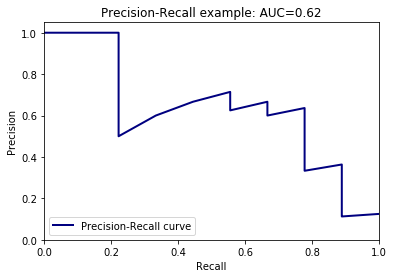 Precision-Recall example: AUC=0.62
1.0
0.8
0.6
0.4
0.2
0.0
Precision
Precision-Recall curve
0.0 0.2 0.4 0.6 0.8 1.0
Recall